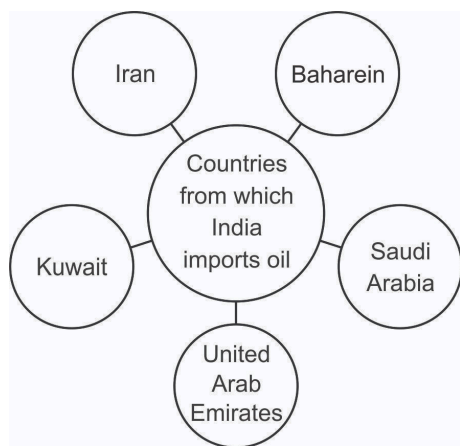 Iran
Baharein
Countries
from which
India
imports oil
Kuwait
Saudi
Arabia
United
Arab
Emirates